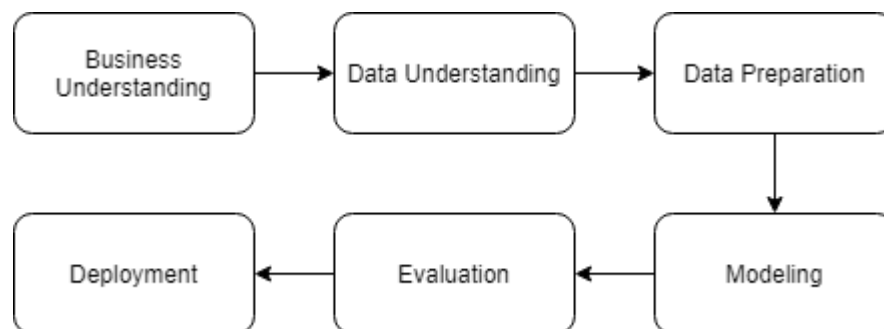 Business
Understanding
Data Understanding
Data Preparation
Modeling
Evaluation
Deployment